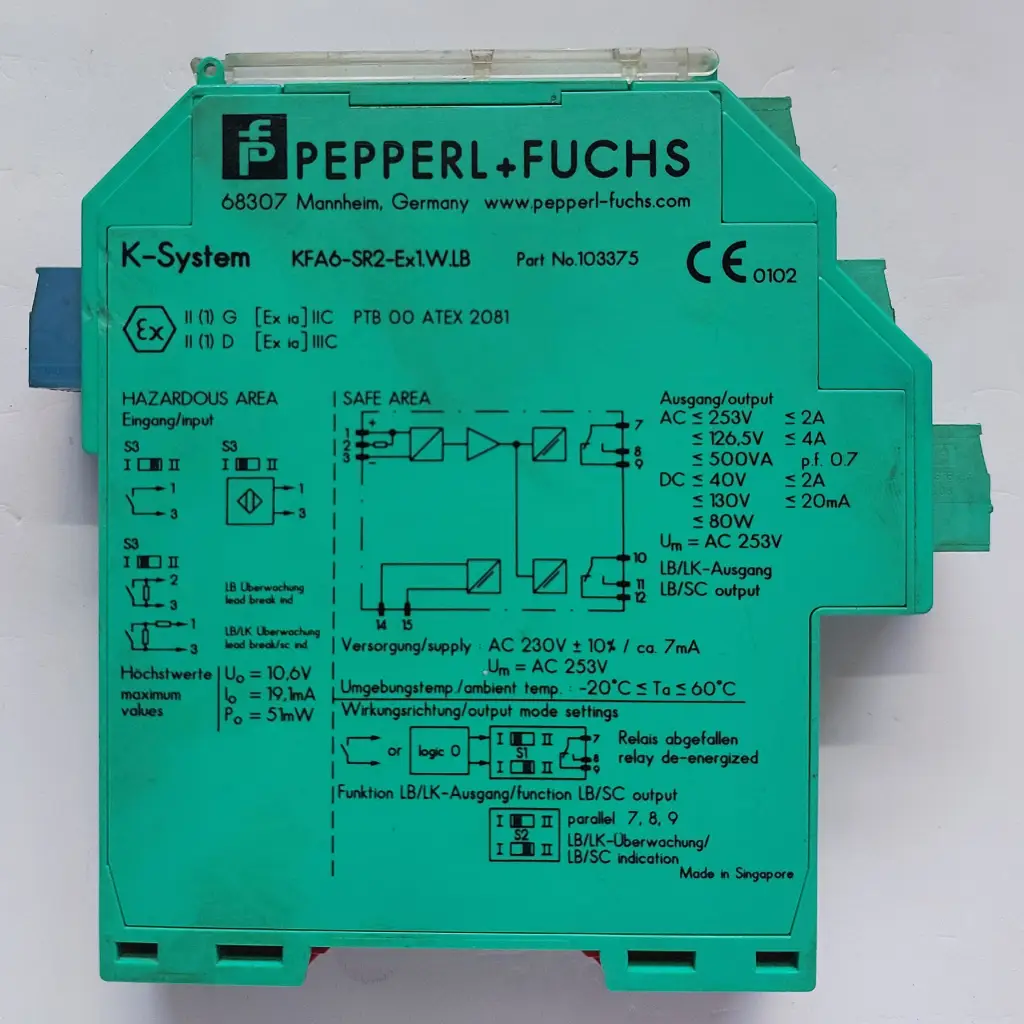 PEPPERL+FUCHS
68307 Mannheim, Germany www.pepperl-fuchs.com
K-System KFA6-SR2-Ex1.W.LB Part No.103375 CE 0102
Ex II (1) G [Ex ia] IIC PTB 00 ATEX 2081
II (1) D [Ex ia] IIIC
HAZARDOUS AREA
Eingang/input
S3 S3
I II I II
1
3
1
3
S3
I II
2
3
LB Überwachung
lead break ind
1
3
LB/LK Überwachung
lead break/sc ind.
Höchstwerte
maximum
values
Uo = 10,6V
Io = 19,1mA
Po = 51mW
SAFE AREA
1 +
2
3 -
7
8
9
10
11
12
14 15
Ausgang/output
AC ≤ 253V ≤ 2A
≤ 126,5V ≤ 4A
≤ 500VA p.f. 0.7
DC ≤ 40V ≤ 2A
≤ 130V ≤ 20mA
≤ 80W
Um = AC 253V
LB/LK-Ausgang
LB/SC output
Versorgung/supply : AC 230V ± 10% / ca. 7mA
Um = AC 253V
Umgebungstemp./ambient temp. : -20°C ≤ Ta ≤ 60°C
Wirkungsrichtung/output mode settings
or logic 0
I II
S1
I II
7
8
9
Relais abgefallen
relay de-energized
Funktion LB/LK-Ausgang/function LB/SC output
I II parallel 7, 8, 9
S2
I II LB/LK-Überwachung/
LB/SC indication
Made in Singapore